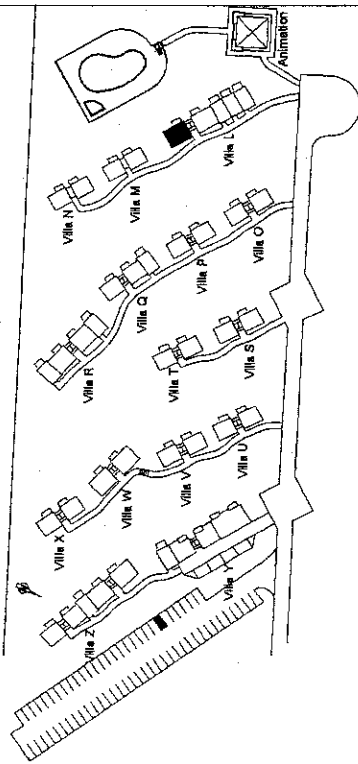 Animation
Villa N
Villa M
Villa L
Villa R
Villa Q
Villa P
Villa O
Villa T
Villa S
Villa X
Villa W
Villa V
Villa U
Villa Z
Villa Y